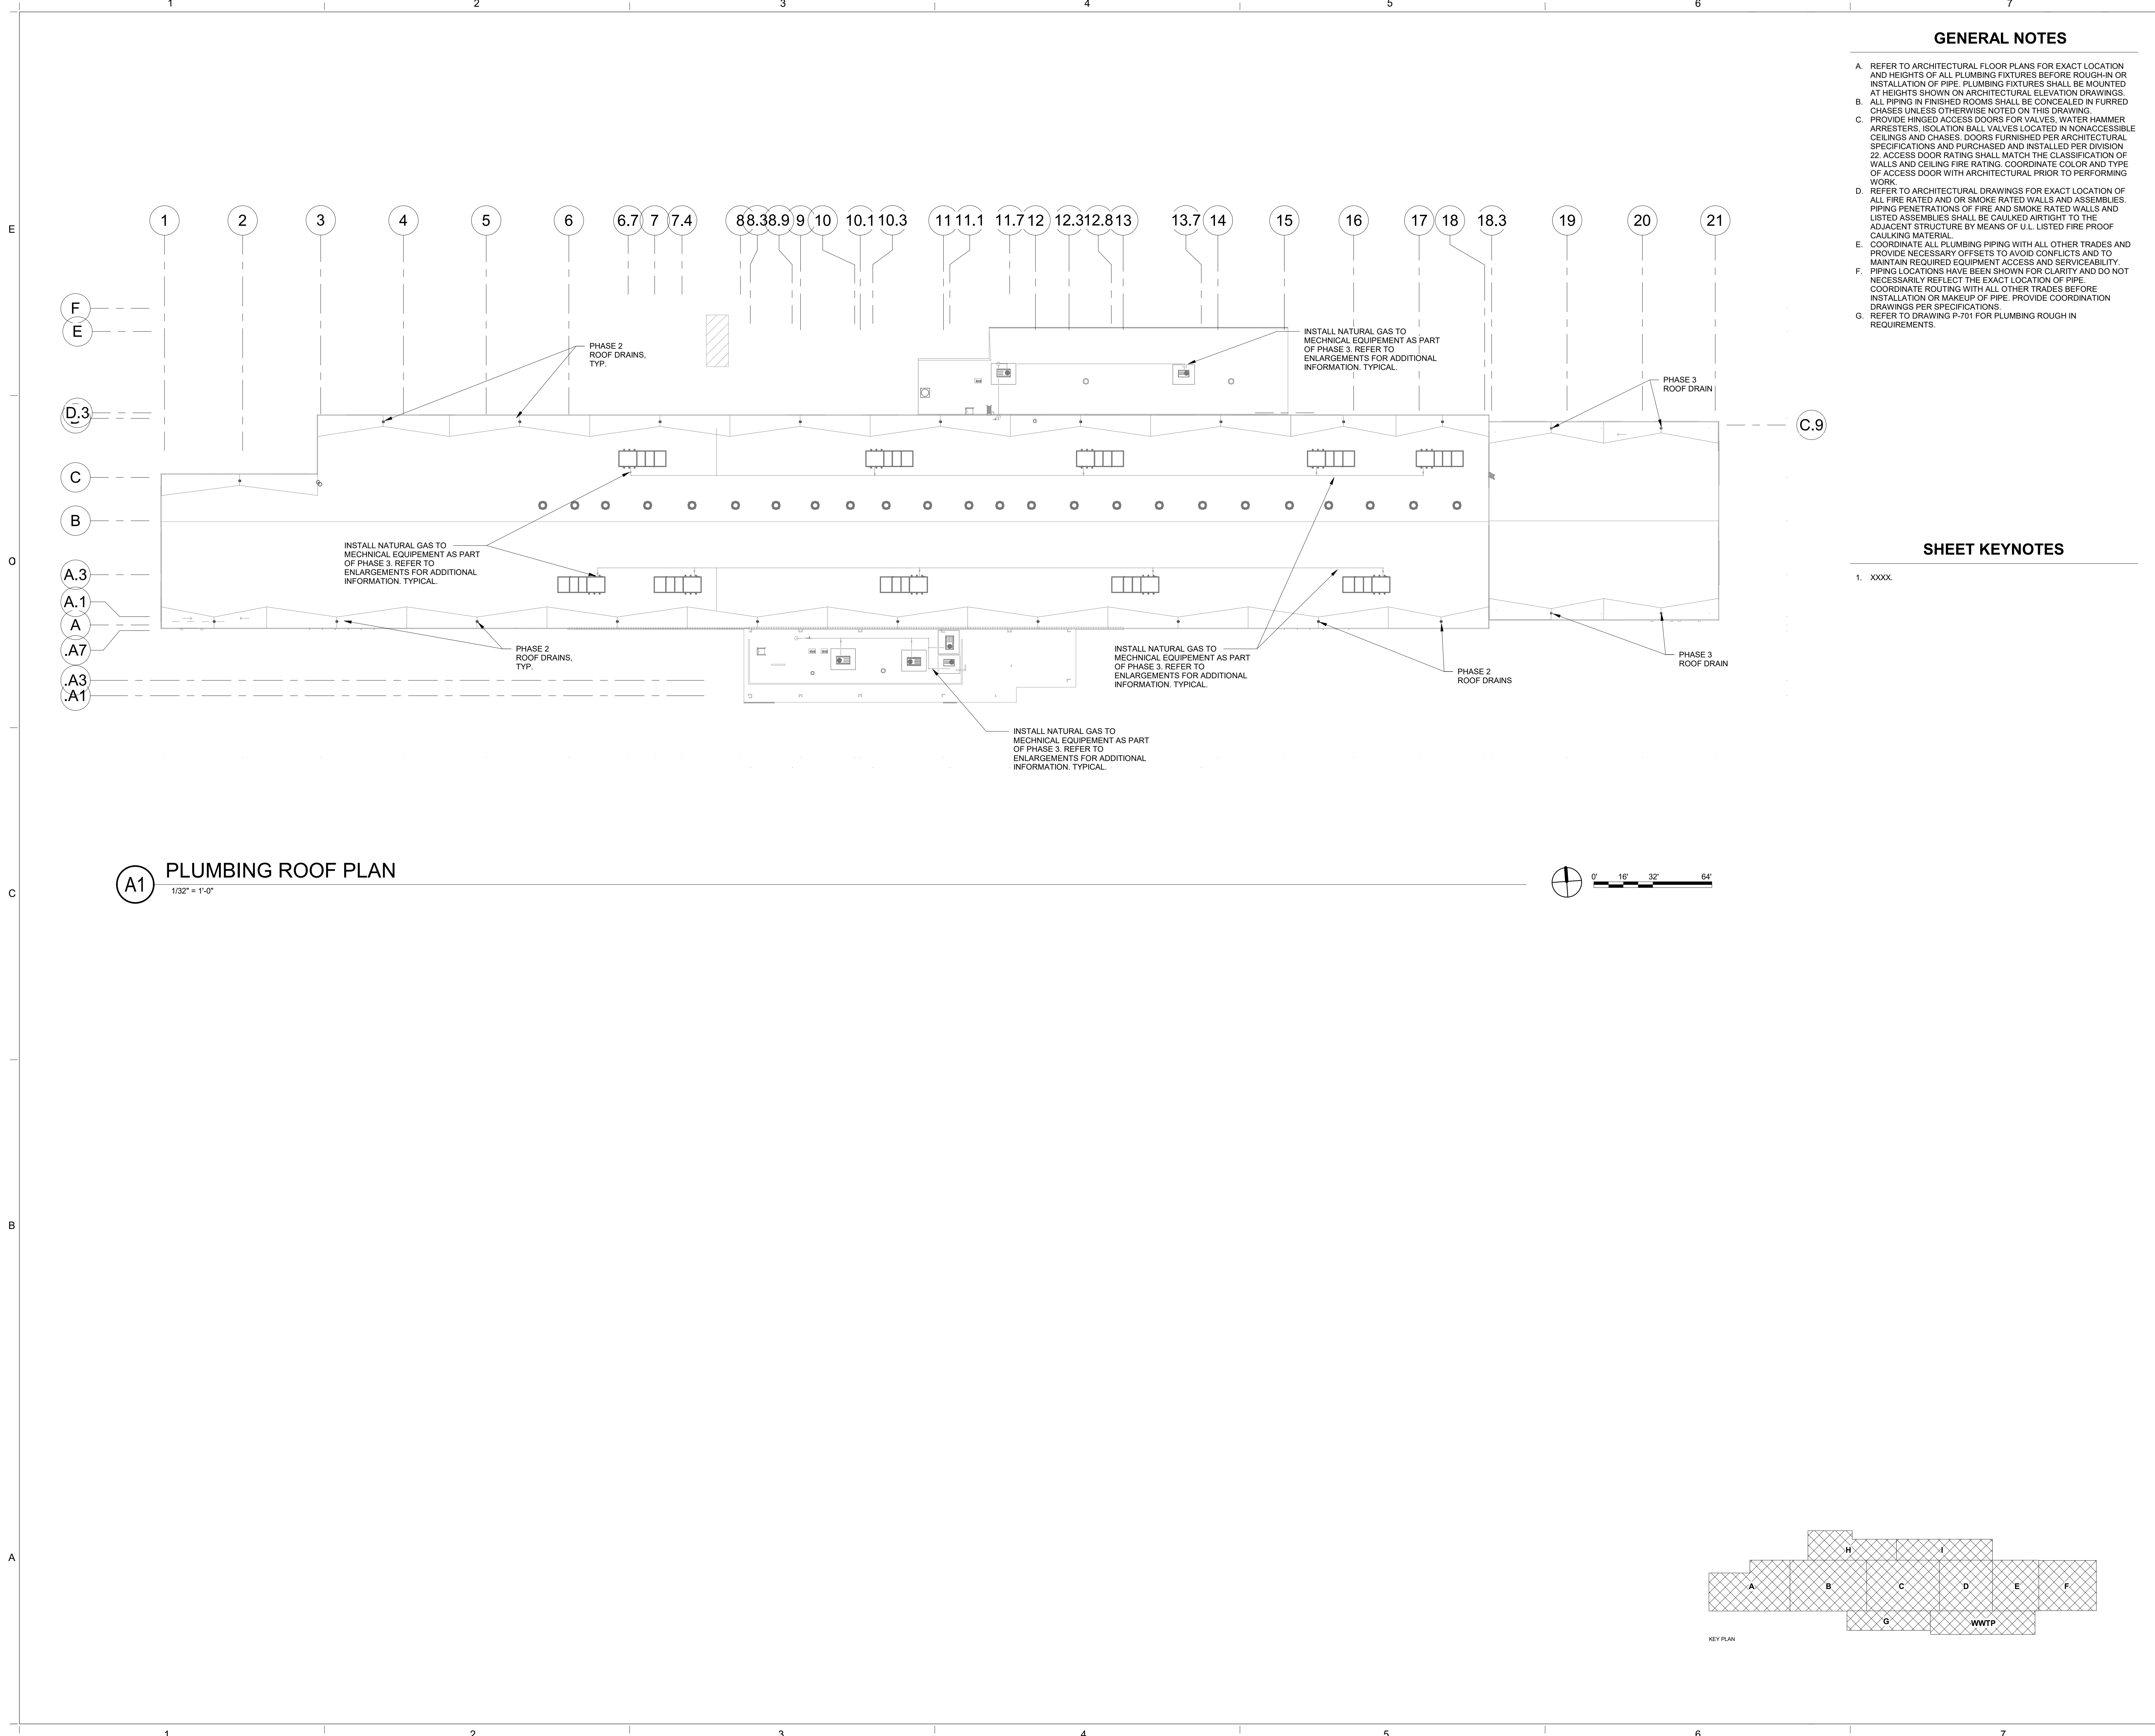 1 2 3 4 5 6 7
GENERAL NOTES
A. REFER TO ARCHITECTURAL FLOOR PLANS FOR EXACT LOCATION
AND HEIGHTS OF ALL PLUMBING FIXTURES BEFORE ROUGH-IN OR
INSTALLATION OF PIPE. PLUMBING FIXTURES SHALL BE MOUNTED
AT HEIGHTS SHOWN ON ARCHITECTURAL ELEVATION DRAWINGS.
B. ALL PIPING IN FINISHED ROOMS SHALL BE CONCEALED IN FURRED
CHASES UNLESS OTHERWISE NOTED ON THIS DRAWING.
C. PROVIDE HINGED ACCESS DOORS FOR VALVES, WATER HAMMER
ARRESTERS, ISOLATION BALL VALVES LOCATED IN NONACCESSIBLE
CEILINGS AND CHASES. DOORS FURNISHED PER ARCHITECTURAL
SPECIFICATIONS AND PURCHASED AND INSTALLED PER DIVISION
22. ACCESS DOOR RATING SHALL MATCH THE CLASSIFICATION OF
WALLS AND CEILING FIRE RATING. COORDINATE COLOR AND TYPE
OF ACCESS DOOR WITH ARCHITECTURAL PRIOR TO PERFORMING
WORK.
D. REFER TO ARCHITECTURAL DRAWINGS FOR EXACT LOCATION OF
ALL FIRE RATED AND OR SMOKE RATED WALLS AND ASSEMBLIES.
PIPING PENETRATIONS OF FIRE AND SMOKE RATED WALLS AND
LISTED ASSEMBLIES SHALL BE CAULKED AIRTIGHT TO THE
ADJACENT STRUCTURE BY MEANS OF U.L. LISTED FIRE PROOF
CAULKING MATERIAL.
E. COORDINATE ALL PLUMBING PIPING WITH ALL OTHER TRADES AND
PROVIDE NECESSARY OFFSETS TO AVOID CONFLICTS AND TO
MAINTAIN REQUIRED EQUIPMENT ACCESS AND SERVICEABILITY.
F. PIPING LOCATIONS HAVE BEEN SHOWN FOR CLARITY AND DO NOT
NECESSARILY REFLECT THE EXACT LOCATION OF PIPE.
COORDINATE ROUTING WITH ALL OTHER TRADES BEFORE
INSTALLATION OR MAKEUP OF PIPE. PROVIDE COORDINATION
DRAWINGS PER SPECIFICATIONS.
G. REFER TO DRAWING P-701 FOR PLUMBING ROUGH IN
REQUIREMENTS.
SHEET KEYNOTES
1. XXXX.
1 2 3 4 5 6 6.7 7 7.4 8 8.3 8.9 9 10 10.1 10.3 11 11.1 11.7 12 12.3 12.8 13 13.7 14 15 16 17 18 18.3 19 20 21
E
F
E
D.3
C
B
A.3
A.1
A
.A7
.A3
.A1
C.9
PHASE 2
ROOF DRAINS,
TYP.
INSTALL NATURAL GAS TO
MECHNICAL EQUIPEMENT AS PART
OF PHASE 3. REFER TO
ENLARGEMENTS FOR ADDITIONAL
INFORMATION. TYPICAL.
PHASE 3
ROOF DRAIN
INSTALL NATURAL GAS TO
MECHNICAL EQUIPEMENT AS PART
OF PHASE 3. REFER TO
ENLARGEMENTS FOR ADDITIONAL
INFORMATION. TYPICAL.
PHASE 2
ROOF DRAINS,
TYP.
INSTALL NATURAL GAS TO
MECHNICAL EQUIPEMENT AS PART
OF PHASE 3. REFER TO
ENLARGEMENTS FOR ADDITIONAL
INFORMATION. TYPICAL.
PHASE 2
ROOF DRAINS
PHASE 3
ROOF DRAIN
INSTALL NATURAL GAS TO
MECHNICAL EQUIPEMENT AS PART
OF PHASE 3. REFER TO
ENLARGEMENTS FOR ADDITIONAL
INFORMATION. TYPICAL.
O
A1 PLUMBING ROOF PLAN
1/32" = 1'-0"
0' 16' 32' 64'
C
B
A
H I
A B C D E F
G WWTP
KEY PLAN
1 2 3 4 5 6 7